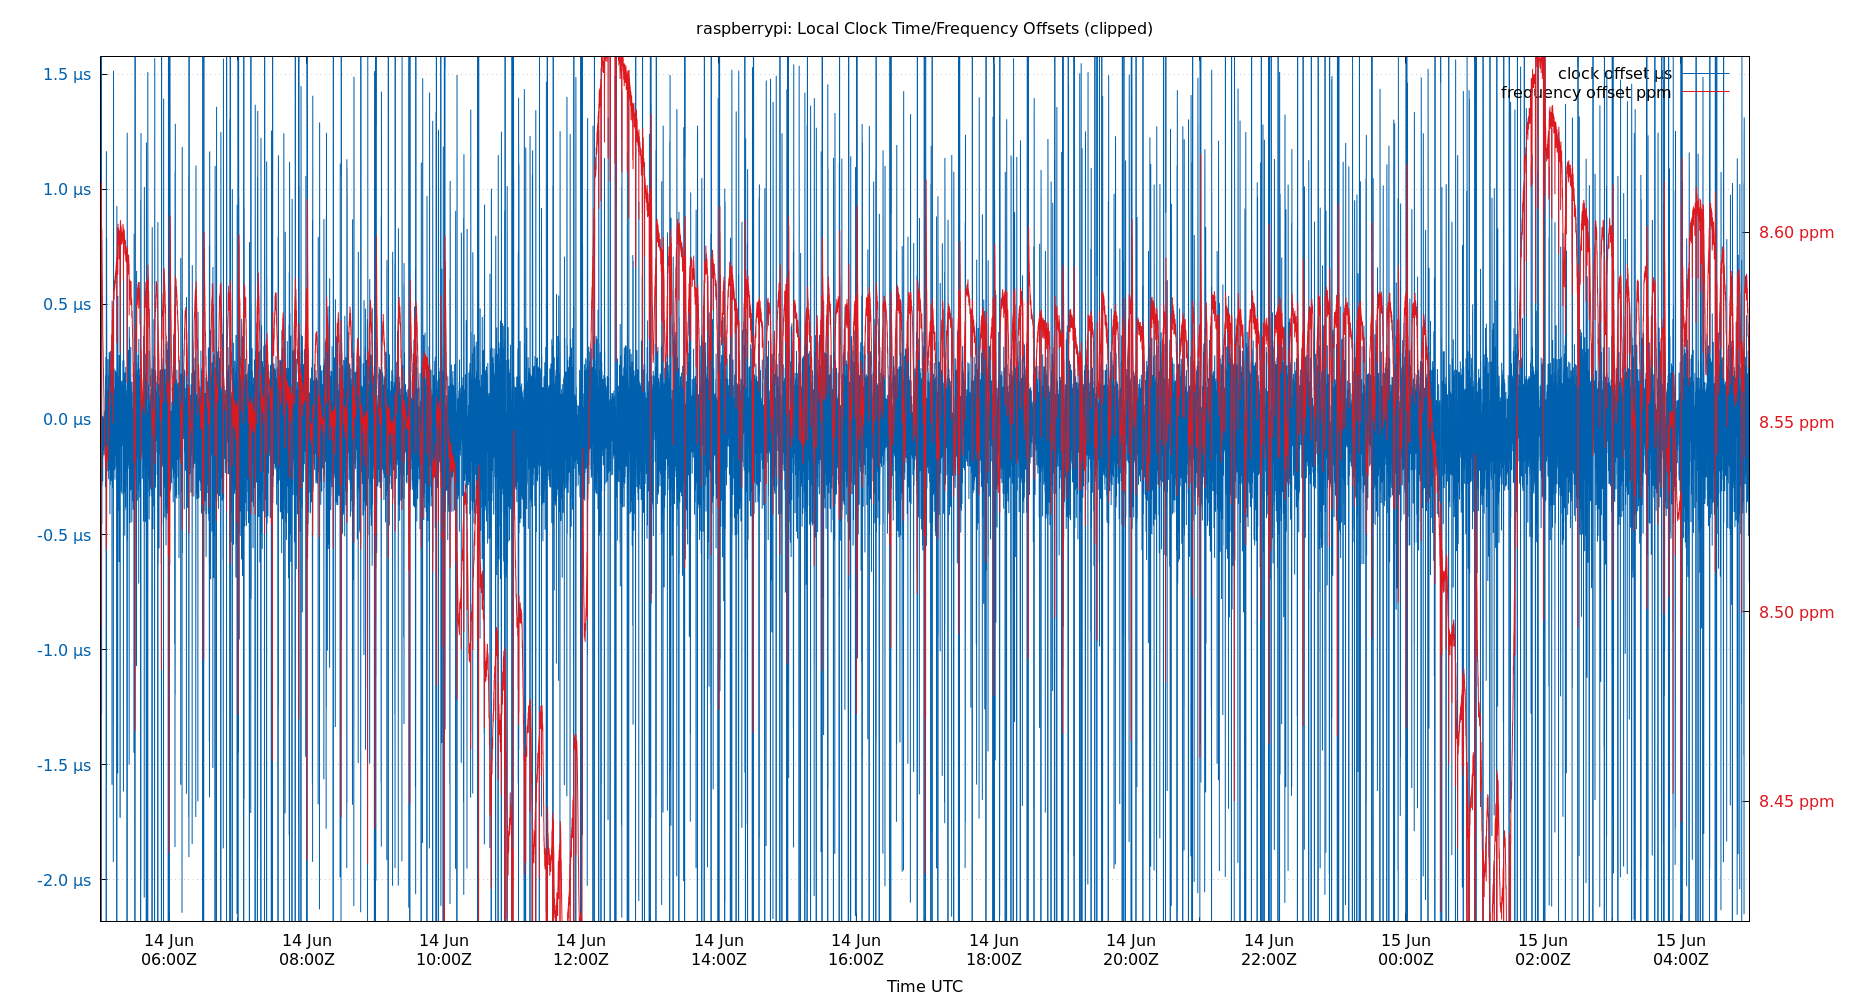 raspberrypi: Local Clock Time/Frequency Offsets (clipped)
clock offset µs
frequency offset ppm
1.5 µs
1.0 µs
0.5 µs
0.0 µs
-0.5 µs
-1.0 µs
-1.5 µs
-2.0 µs
8.60 ppm
8.55 ppm
8.50 ppm
8.45 ppm
14 Jun 14 Jun 14 Jun 14 Jun 14 Jun 14 Jun 14 Jun 14 Jun 14 Jun 15 Jun 15 Jun 15 Jun
06:00Z 08:00Z 10:00Z 12:00Z 14:00Z 16:00Z 18:00Z 20:00Z 22:00Z 00:00Z 02:00Z 04:00Z
Time UTC